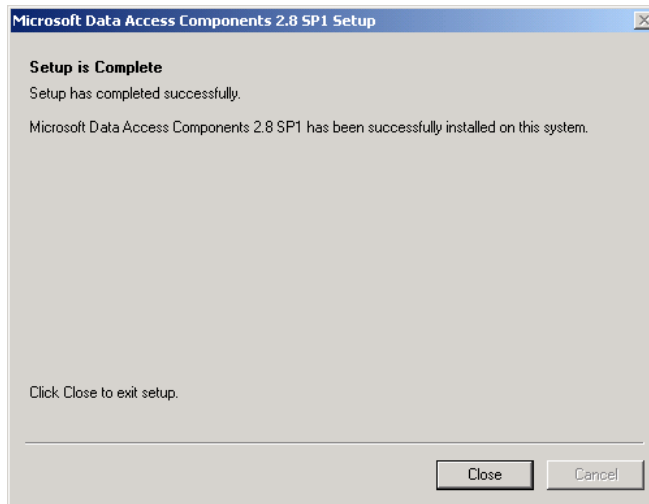 Microsoft Data Access Components 2.8 SP1 Setup
Setup is Complete
Setup has completed successfully.
Microsoft Data Access Components 2.8 SP1 has been successfully installed on this system.
Click Close to exit setup.
Close
Cancel